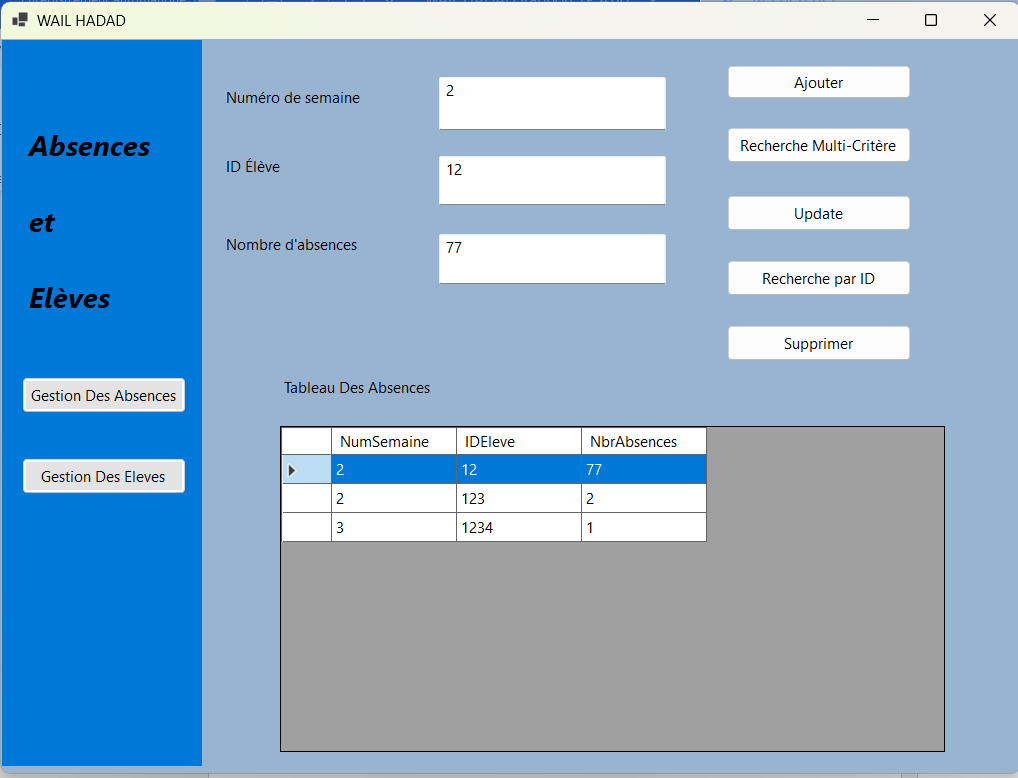 WAIL HADAD
Absences
et
Elèves
Gestion Des Absences
Gestion Des Eleves
Numéro de semaine
2
ID Élève
12
Nombre d'absences
77
Ajouter
Recherche Multi-Critère
Update
Recherche par ID
Supprimer
Tableau Des Absences
NumSemaine IDEleve NbrAbsences
2 12 77
2 123 2
3 1234 1